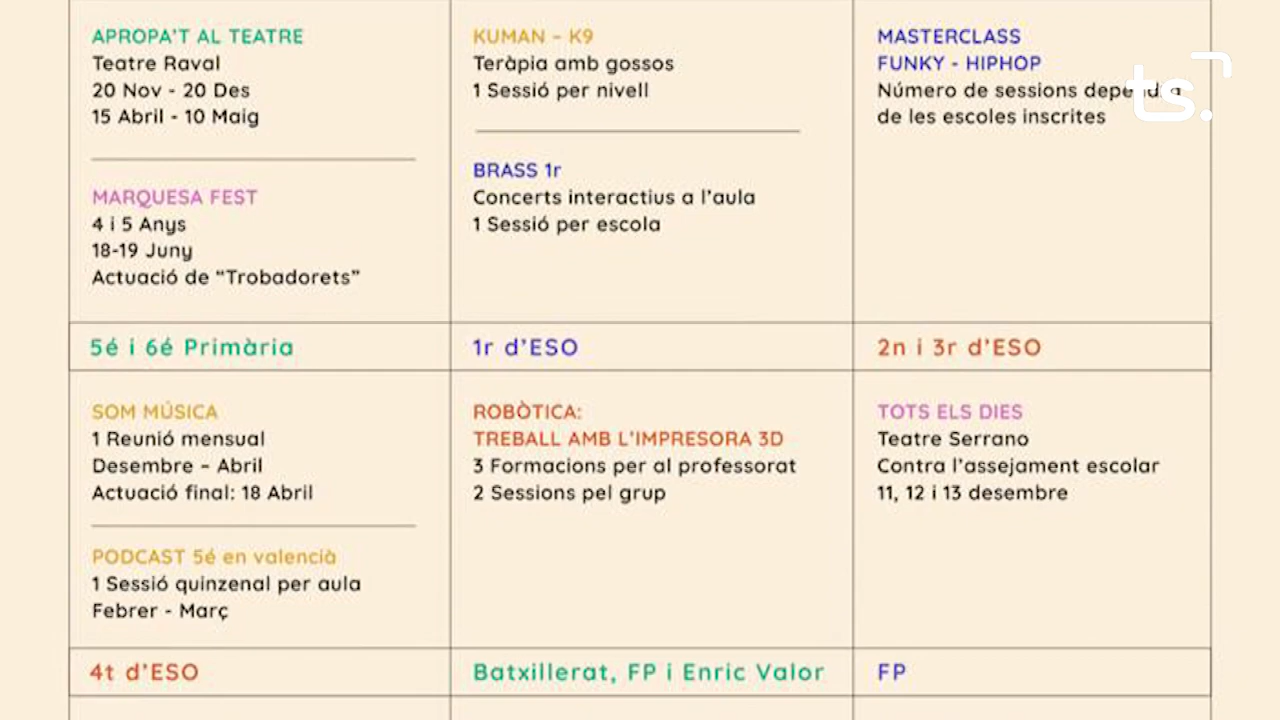 APROPA'T AL TEATRE
Teatre Raval
20 Nov - 20 Des
15 Abril - 10 Maig
MARQUESA FEST
4 i 5 Anys
18-19 Juny
Actuació de “Trobadorets”
KUMAN – K9
Teràpia amb gossos
1 Sessió per nivell
BRASS 1r
Concerts interactius a l’aula
1 Sessió per escola
MASTERCLASS
FUNKY - HIPHOP
Número de sessions dependrà
de les escoles inscrites
ts.
5é i 6é Primària
1r d’ESO
2n i 3r d’ESO
SOM MÚSICA
1 Reunió mensual
Desembre – Abril
Actuació final: 18 Abril
PODCAST 5é en valencià
1 Sessió quinzenal per aula
Febrer - Març
ROBÒTICA:
TREBALL AMB L’IMPRESORA 3D
3 Formacions per al professorat
2 Sessions pel grup
TOTS ELS DIES
Teatre Serrano
Contra l’assejament escolar
11, 12 i 13 desembre
4t d’ESO
Batxillerat, FP i Enric Valor
FP